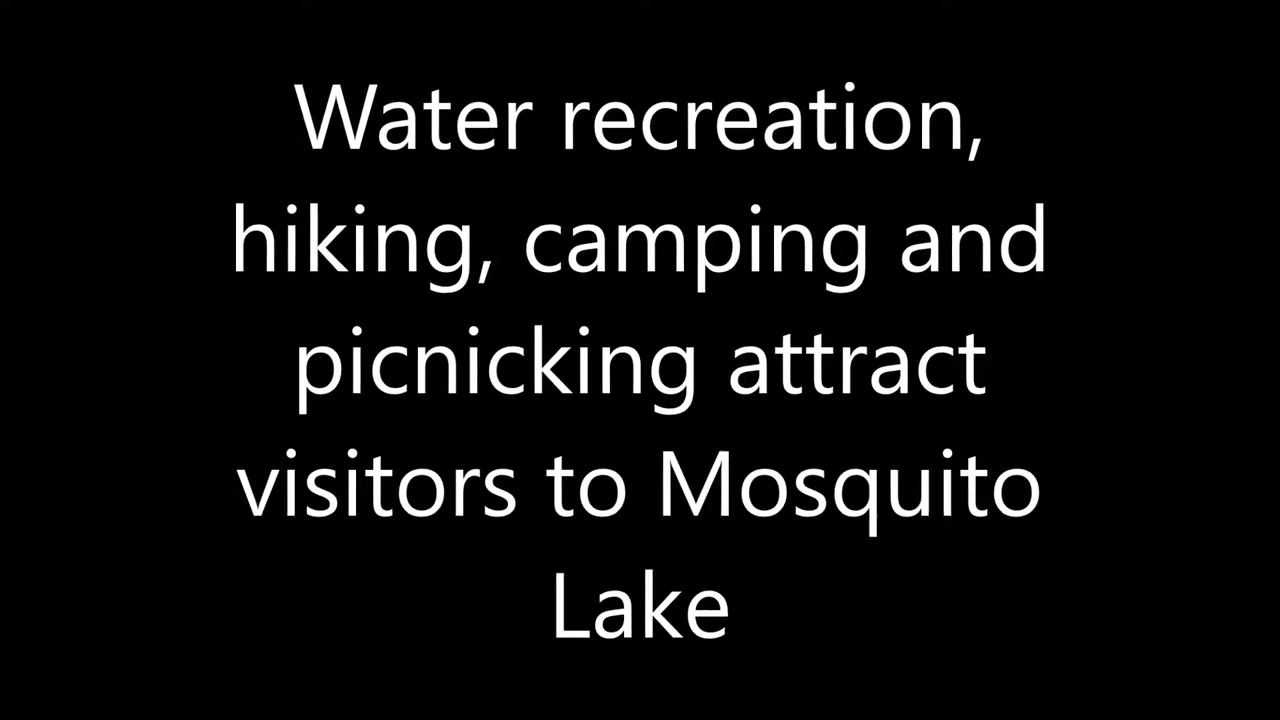 Water recreation,
hiking, camping and
picnicking attract
visitors to Mosquito
Lake